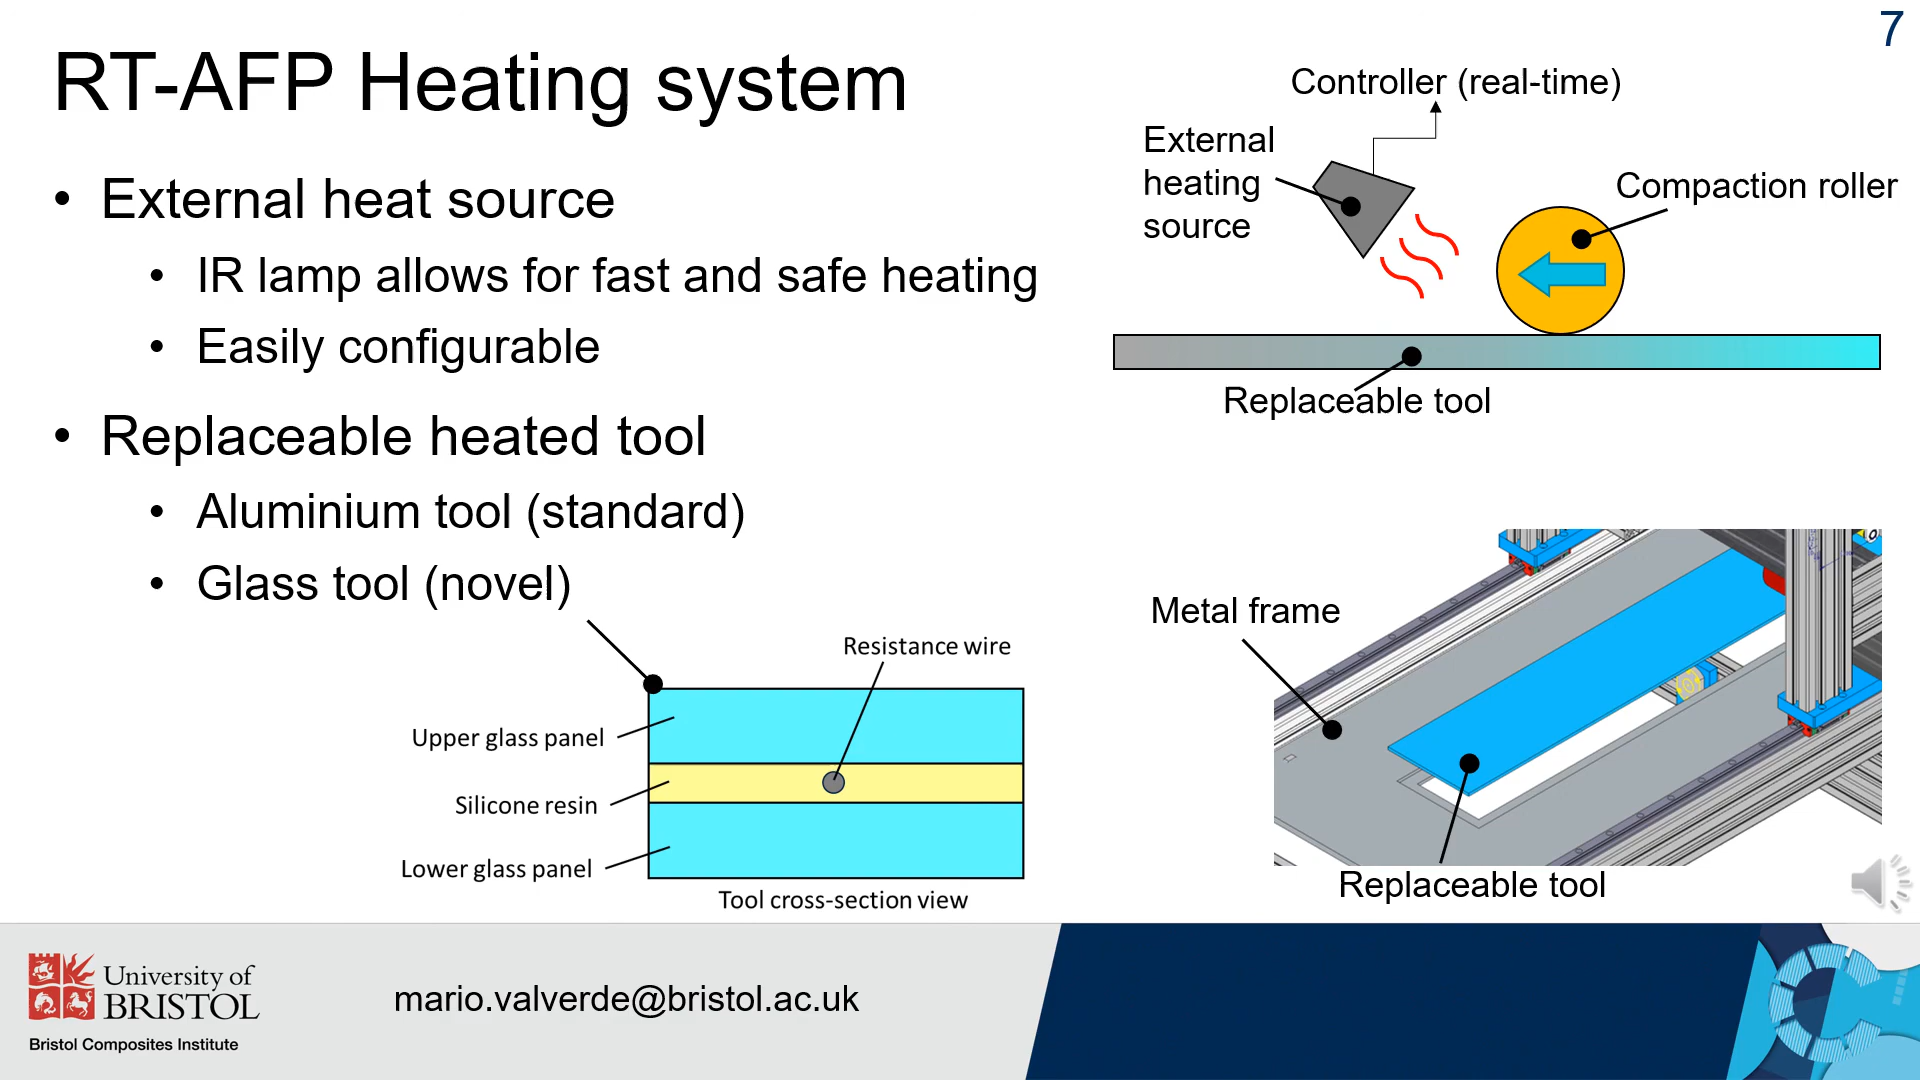 7
RT-AFP Heating system
• External heat source
• IR lamp allows for fast and safe heating
• Easily configurable
• Replaceable heated tool
• Aluminium tool (standard)
• Glass tool (novel)
Controller (real-time)
External
heating
source
Compaction roller
Replaceable tool
Resistance wire
Upper glass panel
Silicone resin
Lower glass panel
Tool cross-section view
Metal frame
Replaceable tool
University of
BRISTOL
Bristol Composites Institute
mario.valverde@bristol.ac.uk